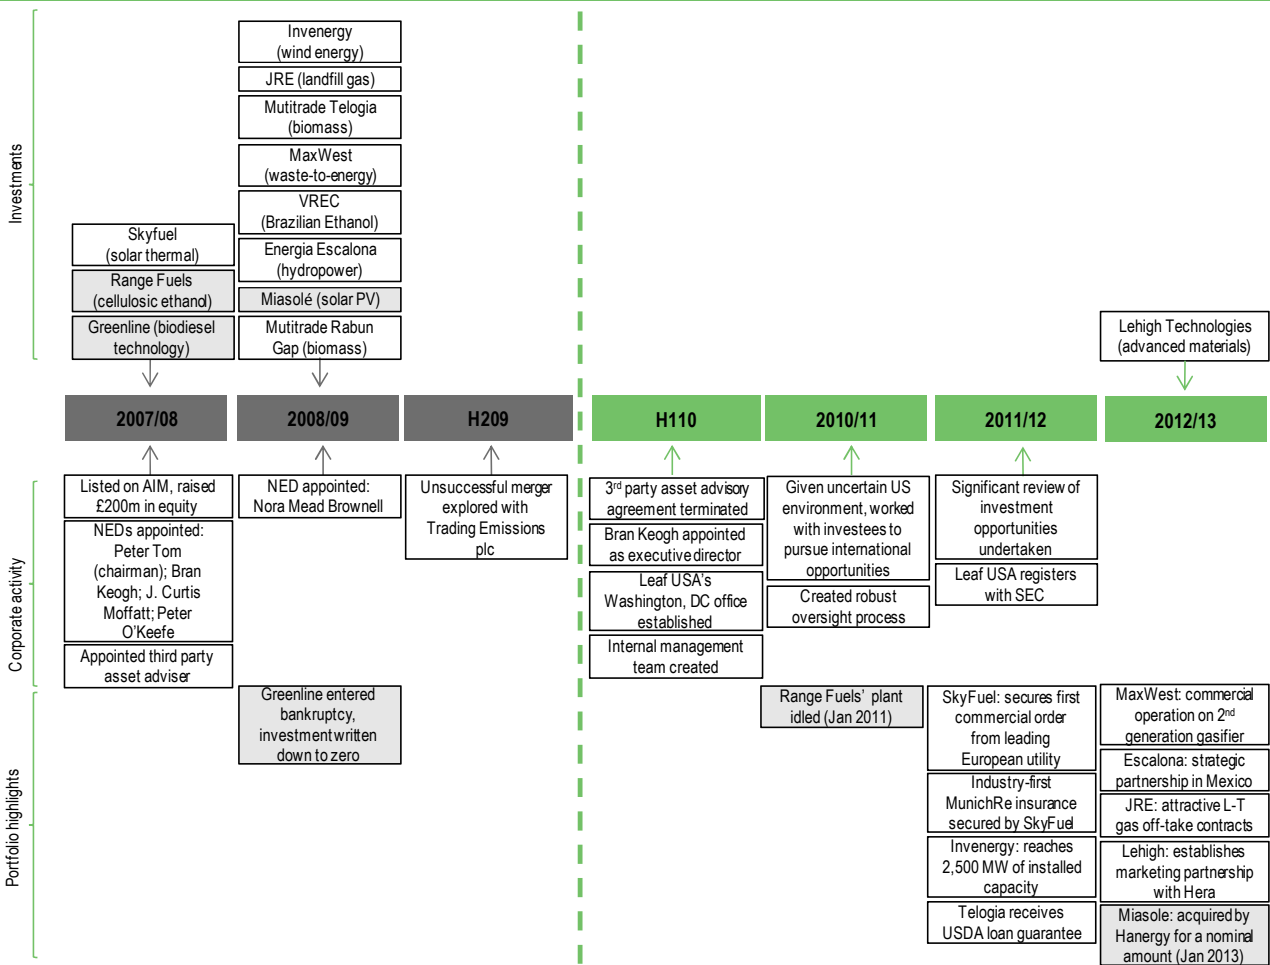 Investments
Invenergy
(wind energy)
JRE (landfill gas)
Mutitrade Telogia
(biomass)
MaxWest
(waste-to-energy)
VREC
(Brazilian Ethanol)
Energia Escalona
(hydropower)
Miasolé (solar PV)
Mutitrade Rabun
Gap (biomass)
Skyfuel
(solar thermal)
Range Fuels
(cellulosic ethanol)
Greenline (biodiesel
technology)
Lehigh Technologies
(advanced materials)
2007/08
2008/09
H209
H110
2010/11
2011/12
2012/13
Corporate activity
Listed on AIM, raised
£200m in equity
NEDs appointed:
Peter Tom
(chairman); Bran
Keogh; J. Curtis
Moffatt; Peter
O'Keefe
Appointed third party
asset adviser
NED appointed:
Nora Mead Brownell
Unsuccessful merger
explored with
Trading Emissions
plc
3rd party asset advisory
agreement terminated
Bran Keogh appointed
as executive director
Leaf USA's
Washington, DC office
established
Internal management
team created
Given uncertain US
environment, worked
with investees to
pursue international
opportunities
Created robust
oversight process
Significant review of
investment
opportunities
undertaken
Leaf USA registers
with SEC
Portfolio highlights
Greenline entered
bankruptcy,
investment written
down to zero
Range Fuels' plant
idled (Jan 2011)
SkyFuel: secures first
commercial order
from leading
European utility
Industry-first
MunichRe insurance
secured by SkyFuel
Invenergy: reaches
2,500 MW of installed
capacity
Telogia receives
USDA loan guarantee
MaxWest: commercial
operation on 2nd
generation gasifier
Escalona: strategic
partnership in Mexico
JRE: attractive L-T
gas off-take contracts
Lehigh: establishes
marketing partnership
with Hera
Miasole: acquired by
Hanergy for a nominal
amount (Jan 2013)